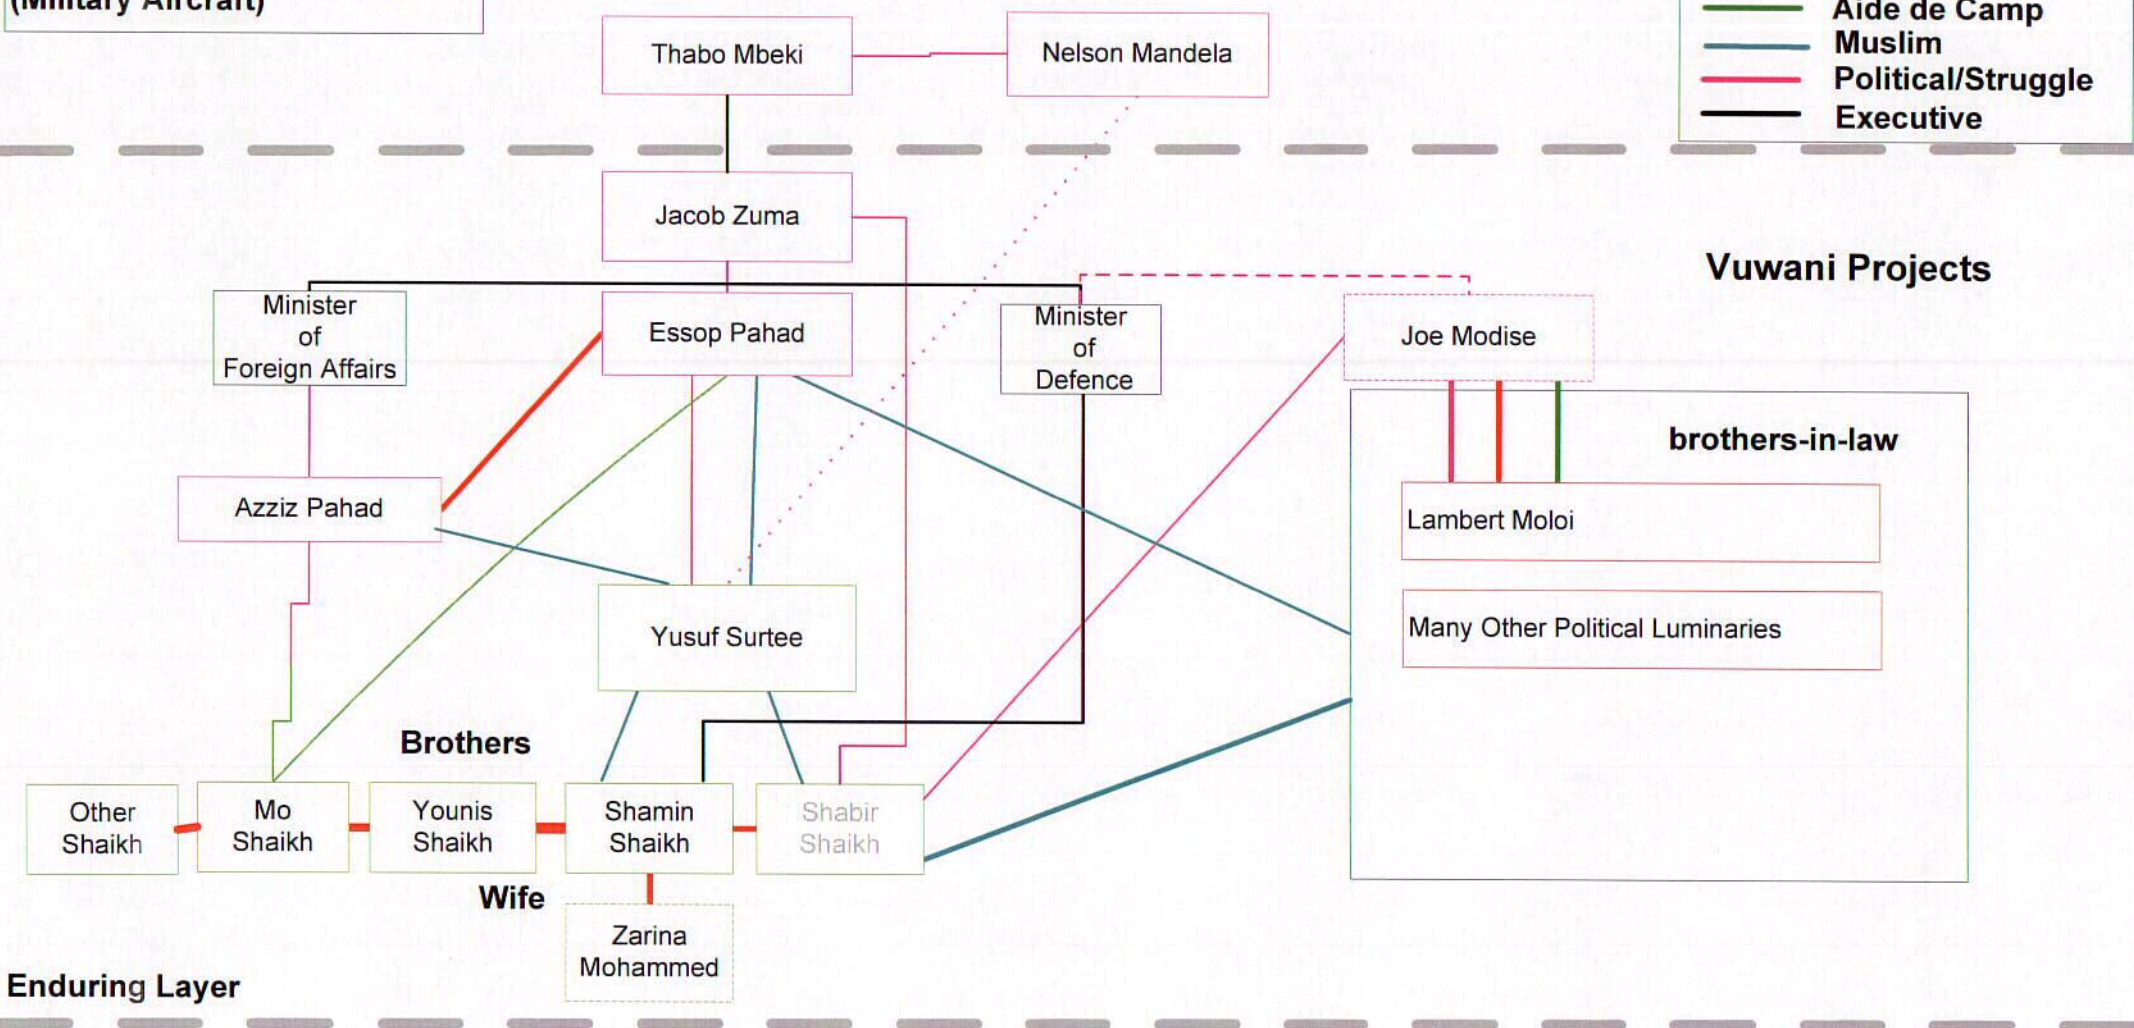 (Military Aircraft)
Aide de Camp
Muslim
Political/Struggle
Executive
Thabo Mbeki
Nelson Mandela
Jacob Zuma
Vuwani Projects
Minister
of
Foreign Affairs
Essop Pahad
Minister
of
Defence
Joe Modise
brothers-in-law
Azziz Pahad
Lambert Moloi
Yusuf Surtee
Many Other Political Luminaries
Brothers
Other
Shaikh
Mo
Shaikh
Younis
Shaikh
Shamin
Shaikh
Shabir
Shaikh
Wife
Zarina
Mohammed
Enduring Layer